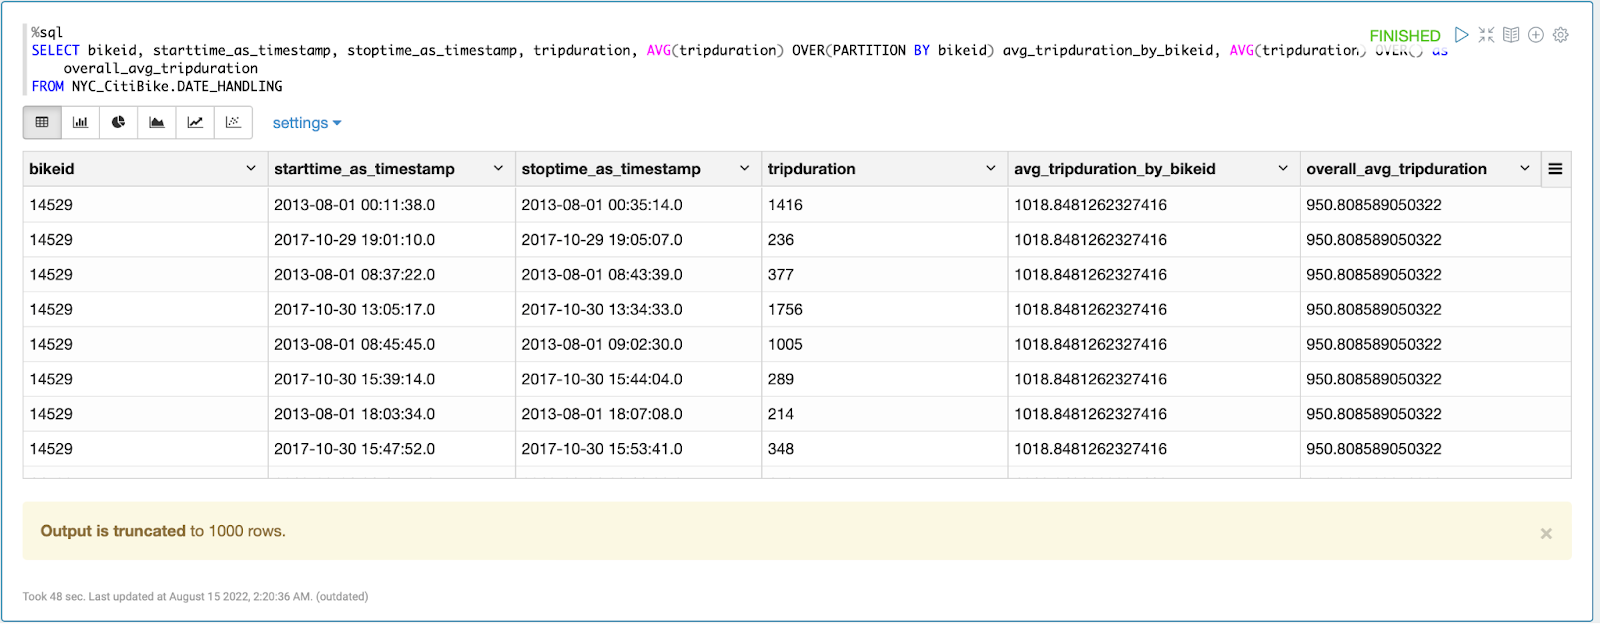 %sql
FINISHED
SELECT bikeid, starttime_as_timestamp, stoptime_as_timestamp, tripduration, AVG(tripduration) OVER(PARTITION BY bikeid) avg_tripduration_by_bikeid, AVG(tripduration) OVER() as
overall_avg_tripduration
FROM NYC_CitiBike.DATE_HANDLING
settings
bikeid starttime_as_timestamp stoptime_as_timestamp tripduration avg_tripduration_by_bikeid overall_avg_tripduration
14529 2013-08-01 00:11:38.0 2013-08-01 00:35:14.0 1416 1018.8481262327416 950.808589050322
14529 2017-10-29 19:01:10.0 2017-10-29 19:05:07.0 236 1018.8481262327416 950.808589050322
14529 2013-08-01 08:37:22.0 2013-08-01 08:43:39.0 377 1018.8481262327416 950.808589050322
14529 2017-10-30 13:05:17.0 2017-10-30 13:34:33.0 1756 1018.8481262327416 950.808589050322
14529 2013-08-01 08:45:45.0 2013-08-01 09:02:30.0 1005 1018.8481262327416 950.808589050322
14529 2017-10-30 15:39:14.0 2017-10-30 15:44:04.0 289 1018.8481262327416 950.808589050322
14529 2013-08-01 18:03:34.0 2013-08-01 18:07:08.0 214 1018.8481262327416 950.808589050322
14529 2017-10-30 15:47:52.0 2017-10-30 15:53:41.0 348 1018.8481262327416 950.808589050322
Output is truncated to 1000 rows.
Took 48 sec. Last updated at August 15 2022, 2:20:36 AM. (outdated)